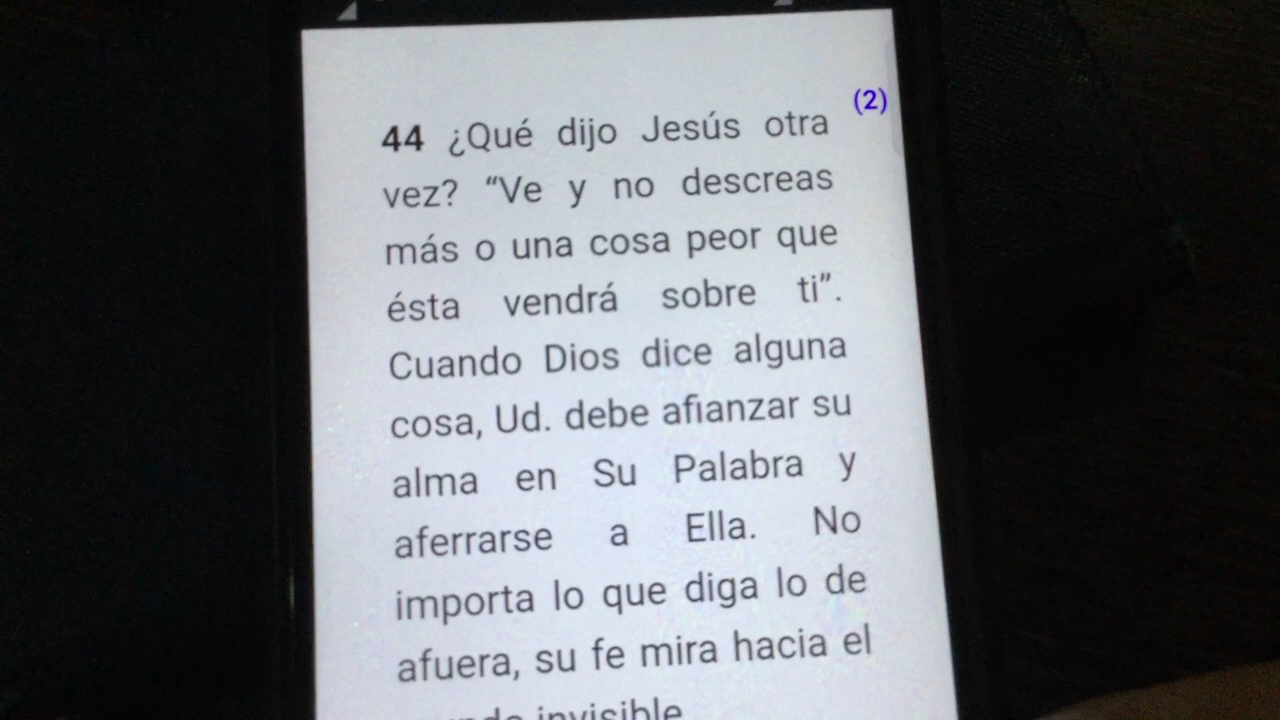 (2)
44 ¿Qué dijo Jesús otra
vez? “Ve y no descreas
más o una cosa peor que
ésta vendrá sobre ti”.
Cuando Dios dice alguna
cosa, Ud. debe afianzar su
alma en Su Palabra y
aferrarse a Ella. No
importa lo que diga lo de
afuera, su fe mira hacia el
invisible